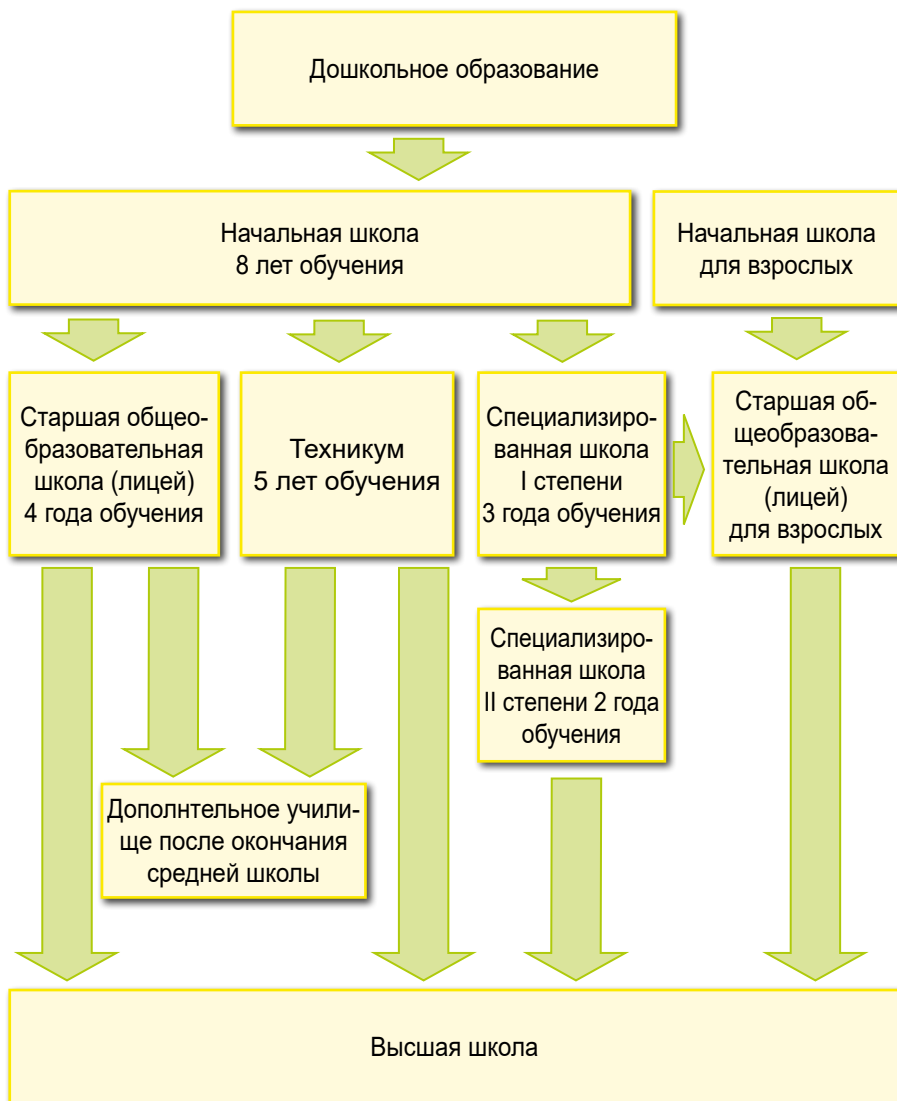 Дошкольное образование
Начальная школа
8 лет обучения
Начальная школа
для взрослых
Старшая общео-
бразовательная
школа (лицей)
4 года обучения
Техникум
5 лет обучения
Специализиро-
ванная школа
I степени
3 года обучения
Старшая об-
щеобразова-
тельная школа
(лицей)
для взрослых
Специализиро-
ванная школа
II степени 2 года
обучения
Дополнтельное учили-
ще после окончания
средней школы
Высшая школа